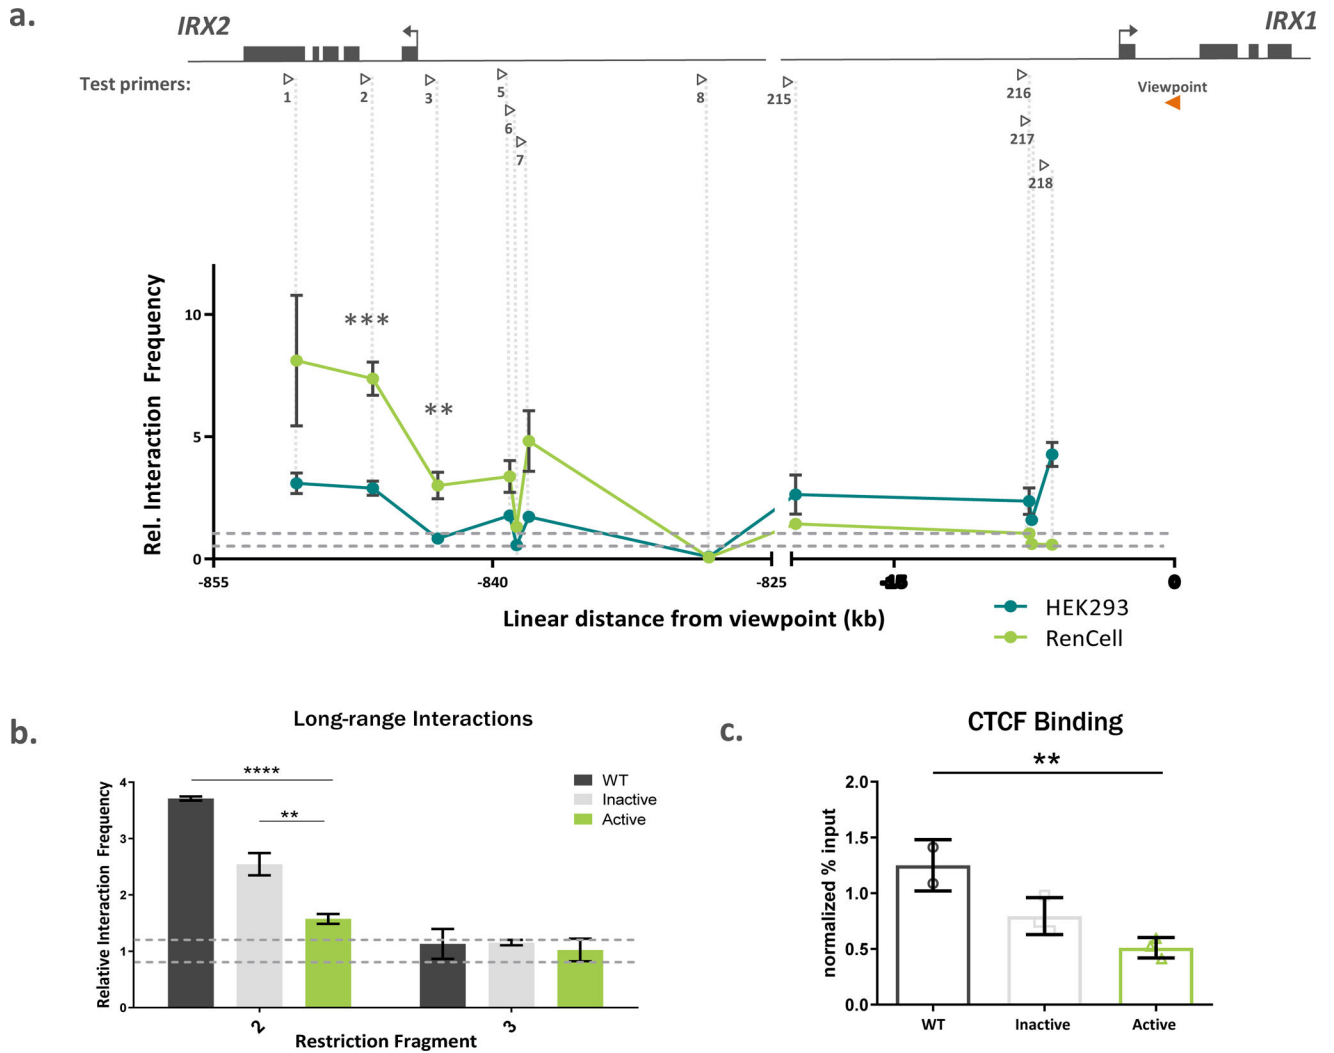 a.
IRX2
IRX1
Test primers:
1
2
3
5
6
7
8
215
216
217
218
Viewpoint
Rel. Interaction Frequency
10
5
0
***
**
-855
-840
-825
0
Linear distance from viewpoint (kb)
HEK293
RenCell
b.
Long-range Interactions
Relative Interaction Frequency
4
3
2
1
0
****
**
WT
Inactive
Active
2
3
Restriction Fragment
c.
CTCF Binding
**
normalized % input
2.0
1.5
1.0
0.5
0.0
WT
Inactive
Active